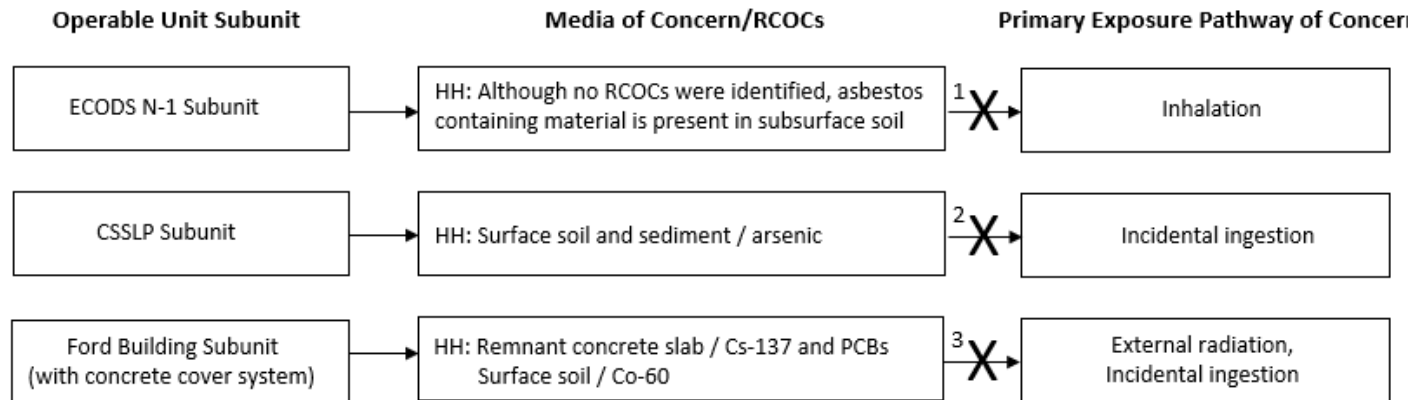 Operable Unit Subunit
Media of Concern/RCOCs
Primary Exposure Pathway of Concern
ECODS N-1 Subunit
HH: Although no RCOCs were identified, asbestos
containing material is present in subsurface soil
1
X
Inhalation
CSSLP Subunit
HH: Surface soil and sediment / arsenic
2
X
Incidental ingestion
Ford Building Subunit
(with concrete cover system)
HH: Remnant concrete slab / Cs-137 and PCBs
Surface soil / Co-60
3
X
External radiation,
Incidental ingestion